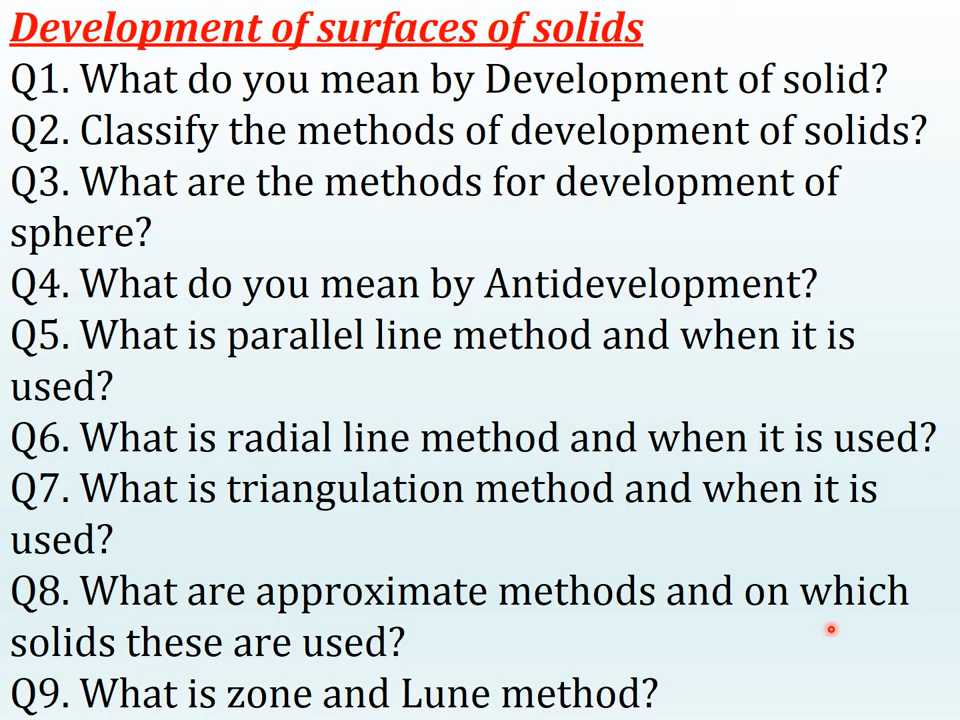 Development of surfaces of solids
Q1. What do you mean by Development of solid?
Q2. Classify the methods of development of solids?
Q3. What are the methods for development of
sphere?
Q4. What do you mean by Antidevelopment?
Q5. What is parallel line method and when it is
used?
Q6. What is radial line method and when it is used?
Q7. What is triangulation method and when it is
used?
Q8. What are approximate methods and on which
solids these are used?
Q9. What is zone and Lune method?